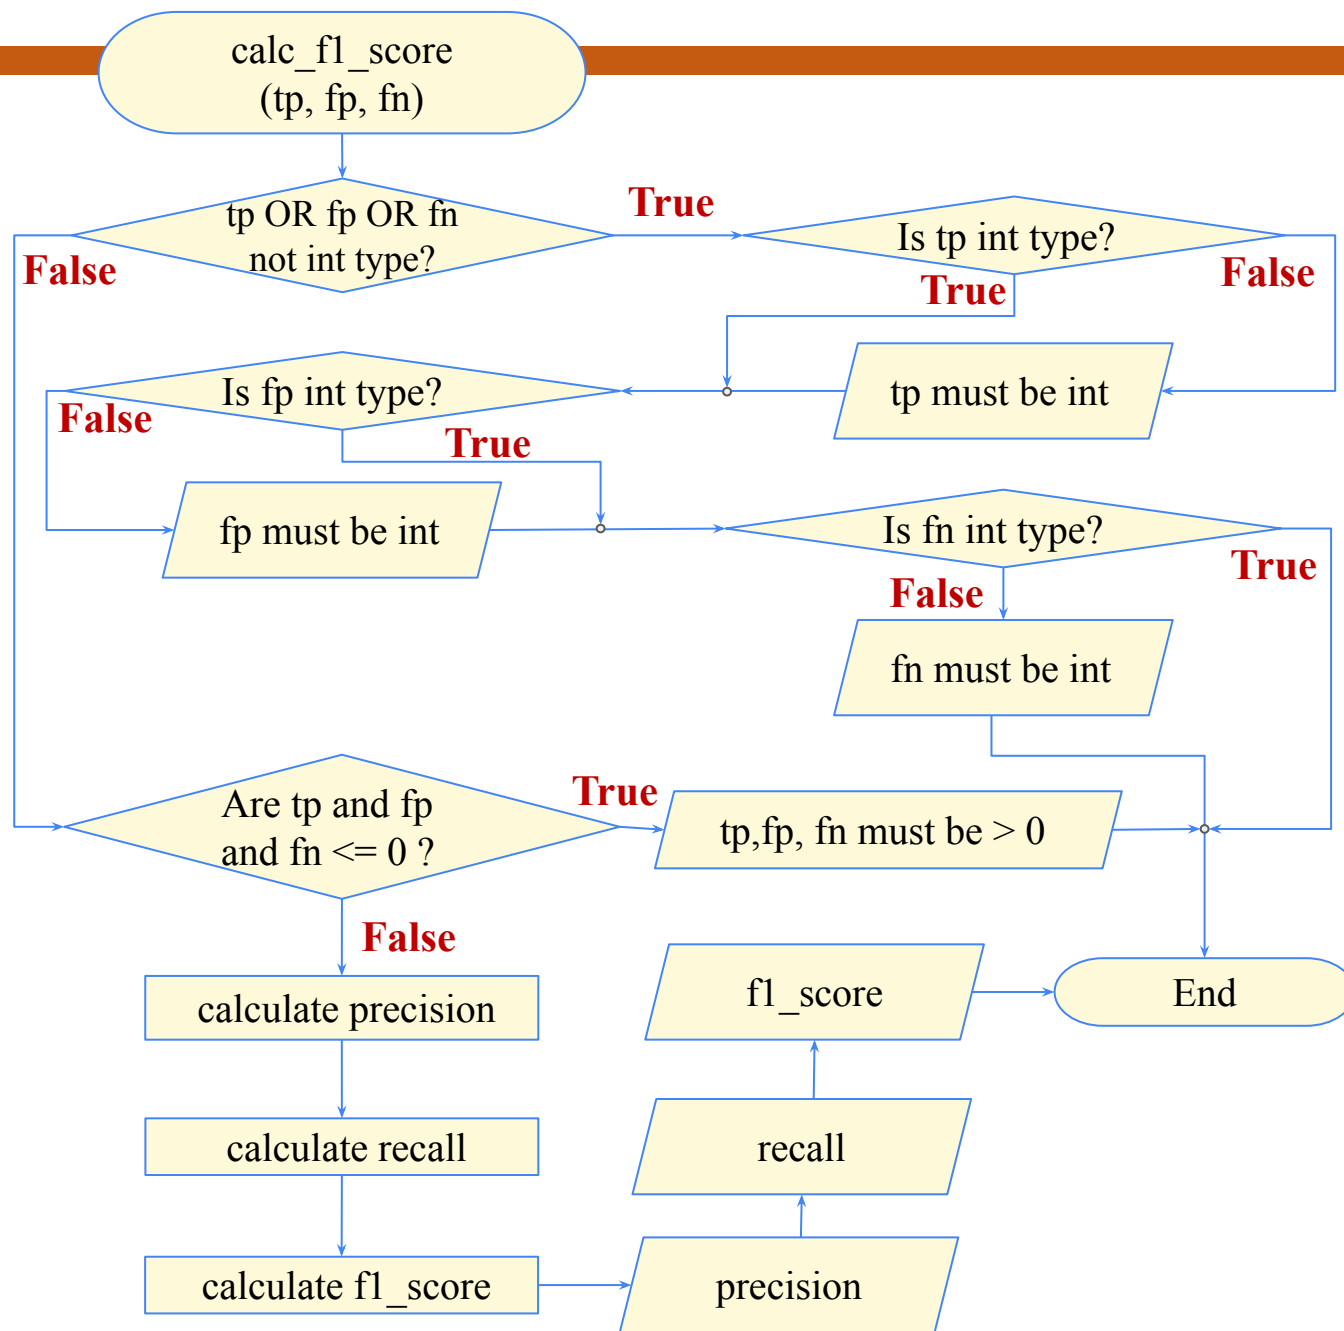 calc_f1_score
(tp, fp, fn)
tp OR fp OR fn
not int type?
True
False
Is tp int type?
True
False
tp must be int
Is fp int type?
False
True
fp must be int
Is fn int type?
False
True
fn must be int
Are tp and fp
and fn <= 0 ?
True
tp,fp, fn must be > 0
False
calculate precision
calculate recall
calculate f1_score
precision
recall
f1_score
End